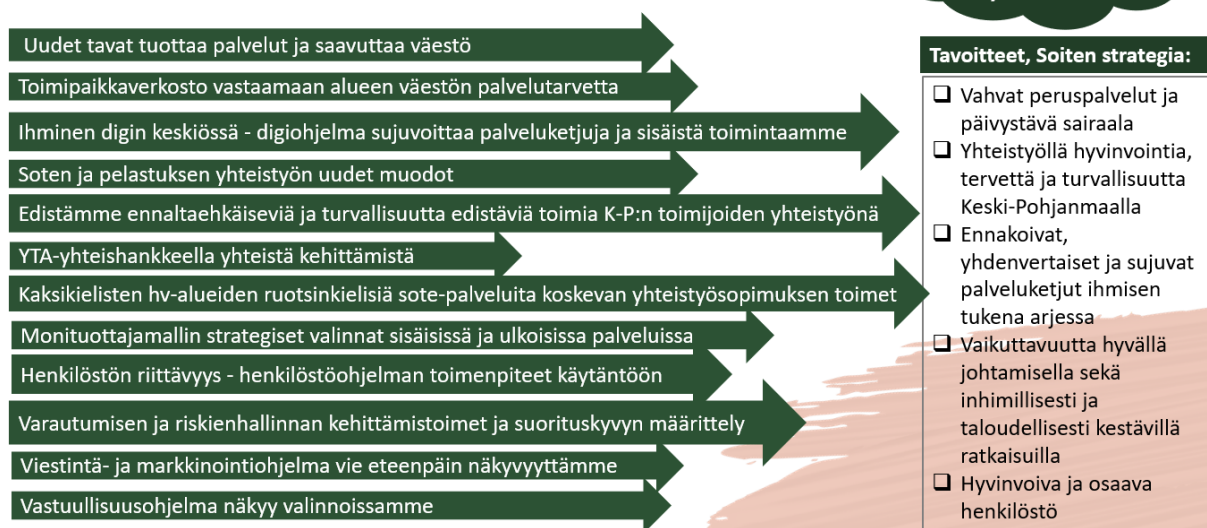 Uudet tavat tuottaa palvelut ja saavuttaa väestö
Toimipaikkaverkosto vastaamaan alueen väestön palvelutarvetta
Ihminen digin keskiössä - digiohjelma sujuvoittaa palveluketjuja ja sisäistä toimintaamme
Soten ja pelastuksen yhteistyön uudet muodot
Edistämme ennaltaehkäiseviä ja turvallisuutta edistäviä toimia K-P:n toimijoiden yhteistyönä
YTA-yhteishankkeella yhteistä kehittämistä
Kaksikielisten hv-alueiden ruotsinkielisiä sote-palveluita koskevan yhteistyösopimuksen toimet
Monituottajamallin strategiset valinnat sisäisissä ja ulkoisissa palveluissa
Henkilöstön riittävyys - henkilöstöohjelman toimenpiteet käytäntöön
Varautumisen ja riskienhallinnan kehittämistoimet ja suorituskyvyn määrittely
Viestintä- ja markkinointiohjelma vie eteenpäin näkyvyyttämme
Vastuullisuusohjelma näkyy valinnoissamme
Tavoitteet, Soiten strategia:
❑ Vahvat peruspalvelut ja
päivystävä sairaala
❑ Yhteistyöllä hyvinvointia,
tervettä ja turvallisuutta
Keski-Pohjanmaalla
❑ Ennakoivat,
yhdenvertaiset ja sujuvat
palveluketjut ihmisen
tukena arjessa
❑ Vaikuttavuutta hyvällä
johtamisella sekä
inhimillisesti ja
taloudellisesti kestävillä
ratkaisuilla
❑ Hyvinvoiva ja osaava
henkilöstö